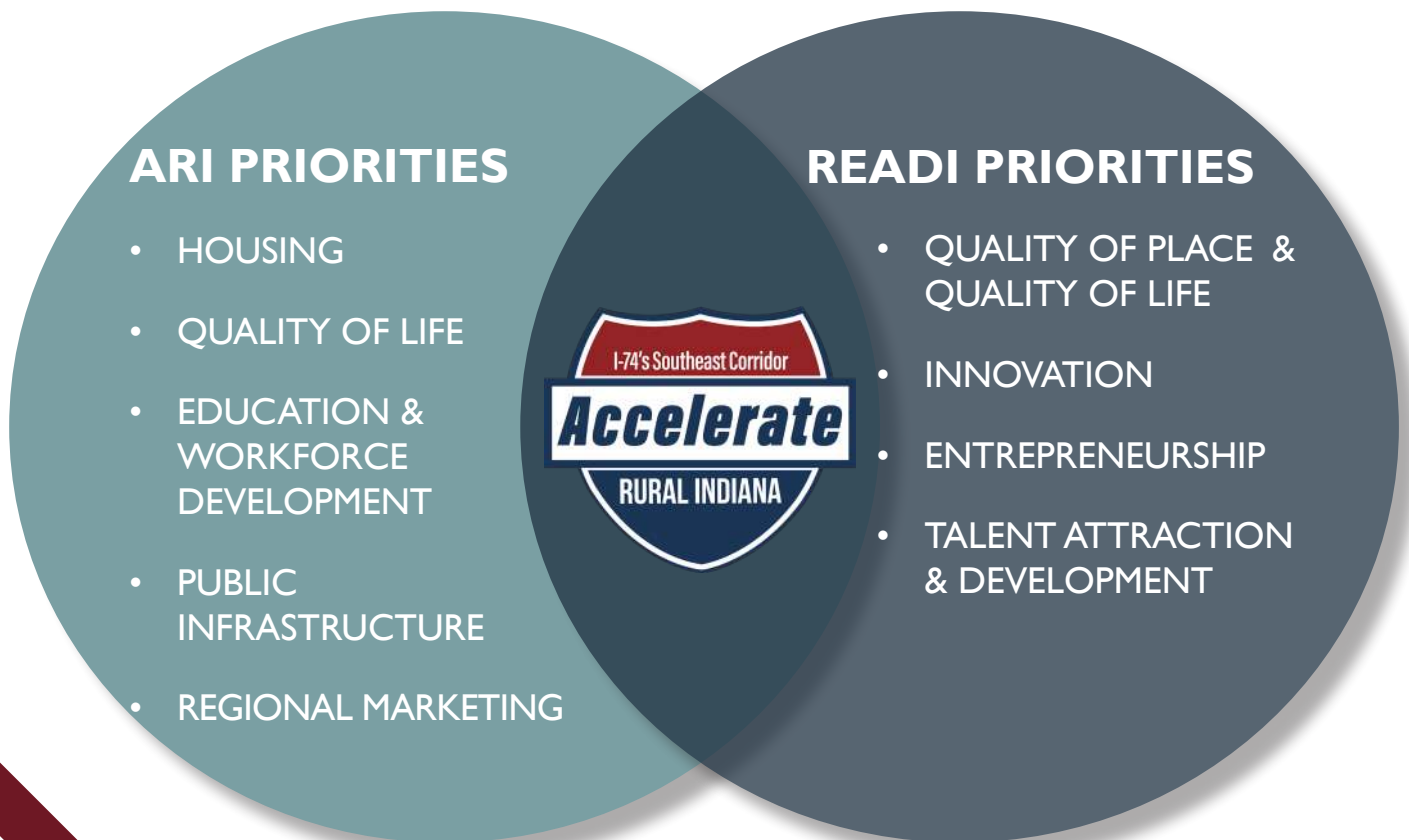 ARI PRIORITIES
• HOUSING
• QUALITY OF LIFE
• EDUCATION &
WORKFORCE
DEVELOPMENT
• PUBLIC
INFRASTRUCTURE
• REGIONAL MARKETING
I-74's Southeast Corridor
Accelerate
RURAL INDIANA
READI PRIORITIES
• QUALITY OF PLACE &
QUALITY OF LIFE
• INNOVATION
• ENTREPRENEURSHIP
• TALENT ATTRACTION
& DEVELOPMENT